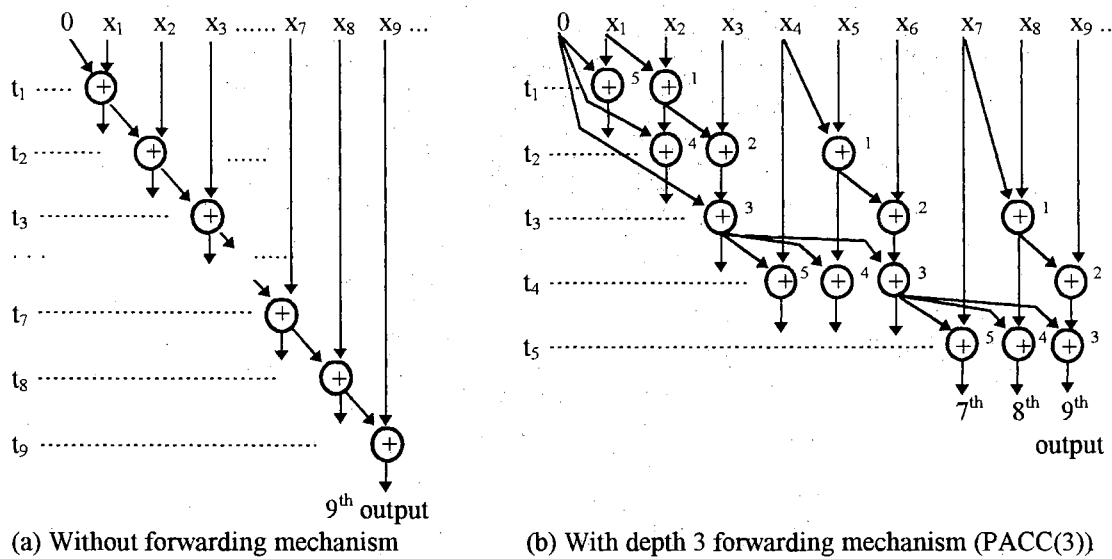 0 x₁ x₂ x₃ ...... x₇ x₈ x₉ ...
t₁ ..... +
t₂ ........ + ......
t₃ ................ +
. . . ......
t₇ ............................ +
t₈ ................................ +
t₉ ..................................... +
9ᵗʰ output
(a) Without forwarding mechanism
0 x₁ x₂ x₃ x₄ x₅ x₆ x₇ x₈ x₉ ...
t₁ ..... + 5 + 1
t₂ ............ + 4 + 2 + 1
t₃ .................... + 3 + 2 + 1
t₄ ............................ + 5 + 4 + 3 + 2
t₅ .................................................. + 5 + 4 + 3
7ᵗʰ 8ᵗʰ 9ᵗʰ
output
(b) With depth 3 forwarding mechanism (PACC(3))